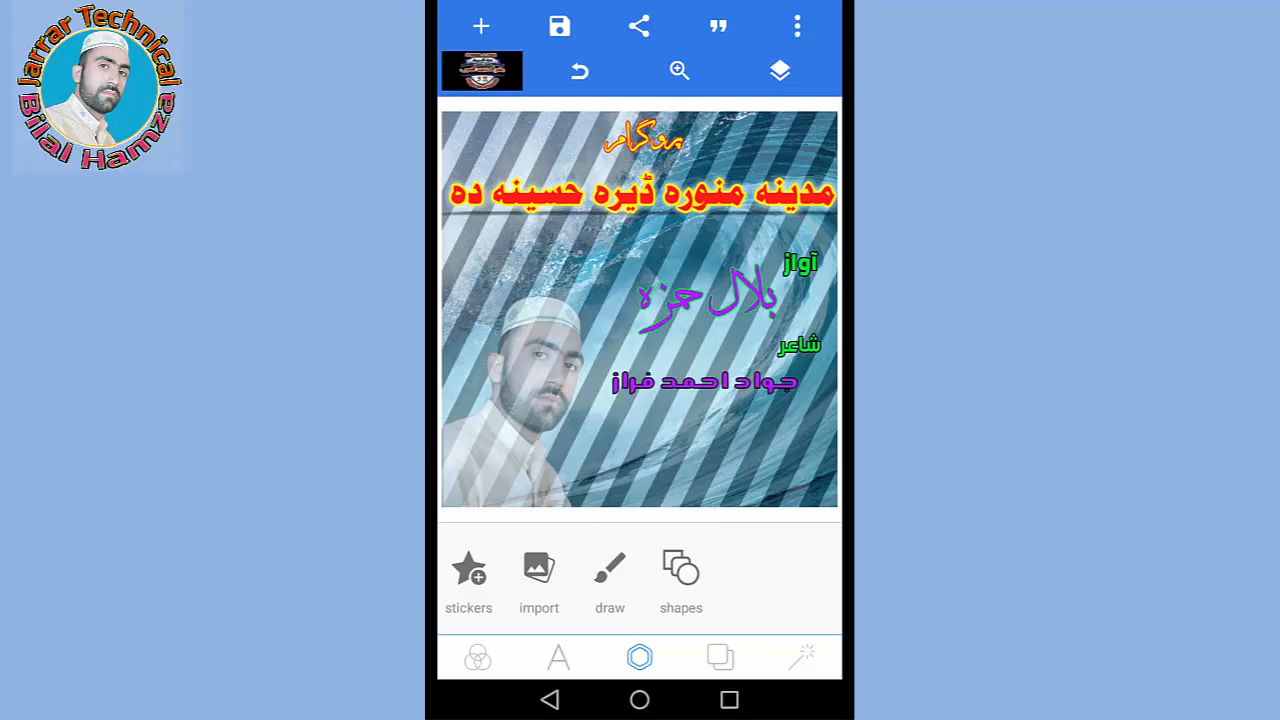 Jarrar Technical
Bilal Hamza
پروگرام
مدینه منوره ډیره حسینه ده
آواز
بلال حمزه
شاعر
جواد احمد فراز
stickers
import
draw
shapes